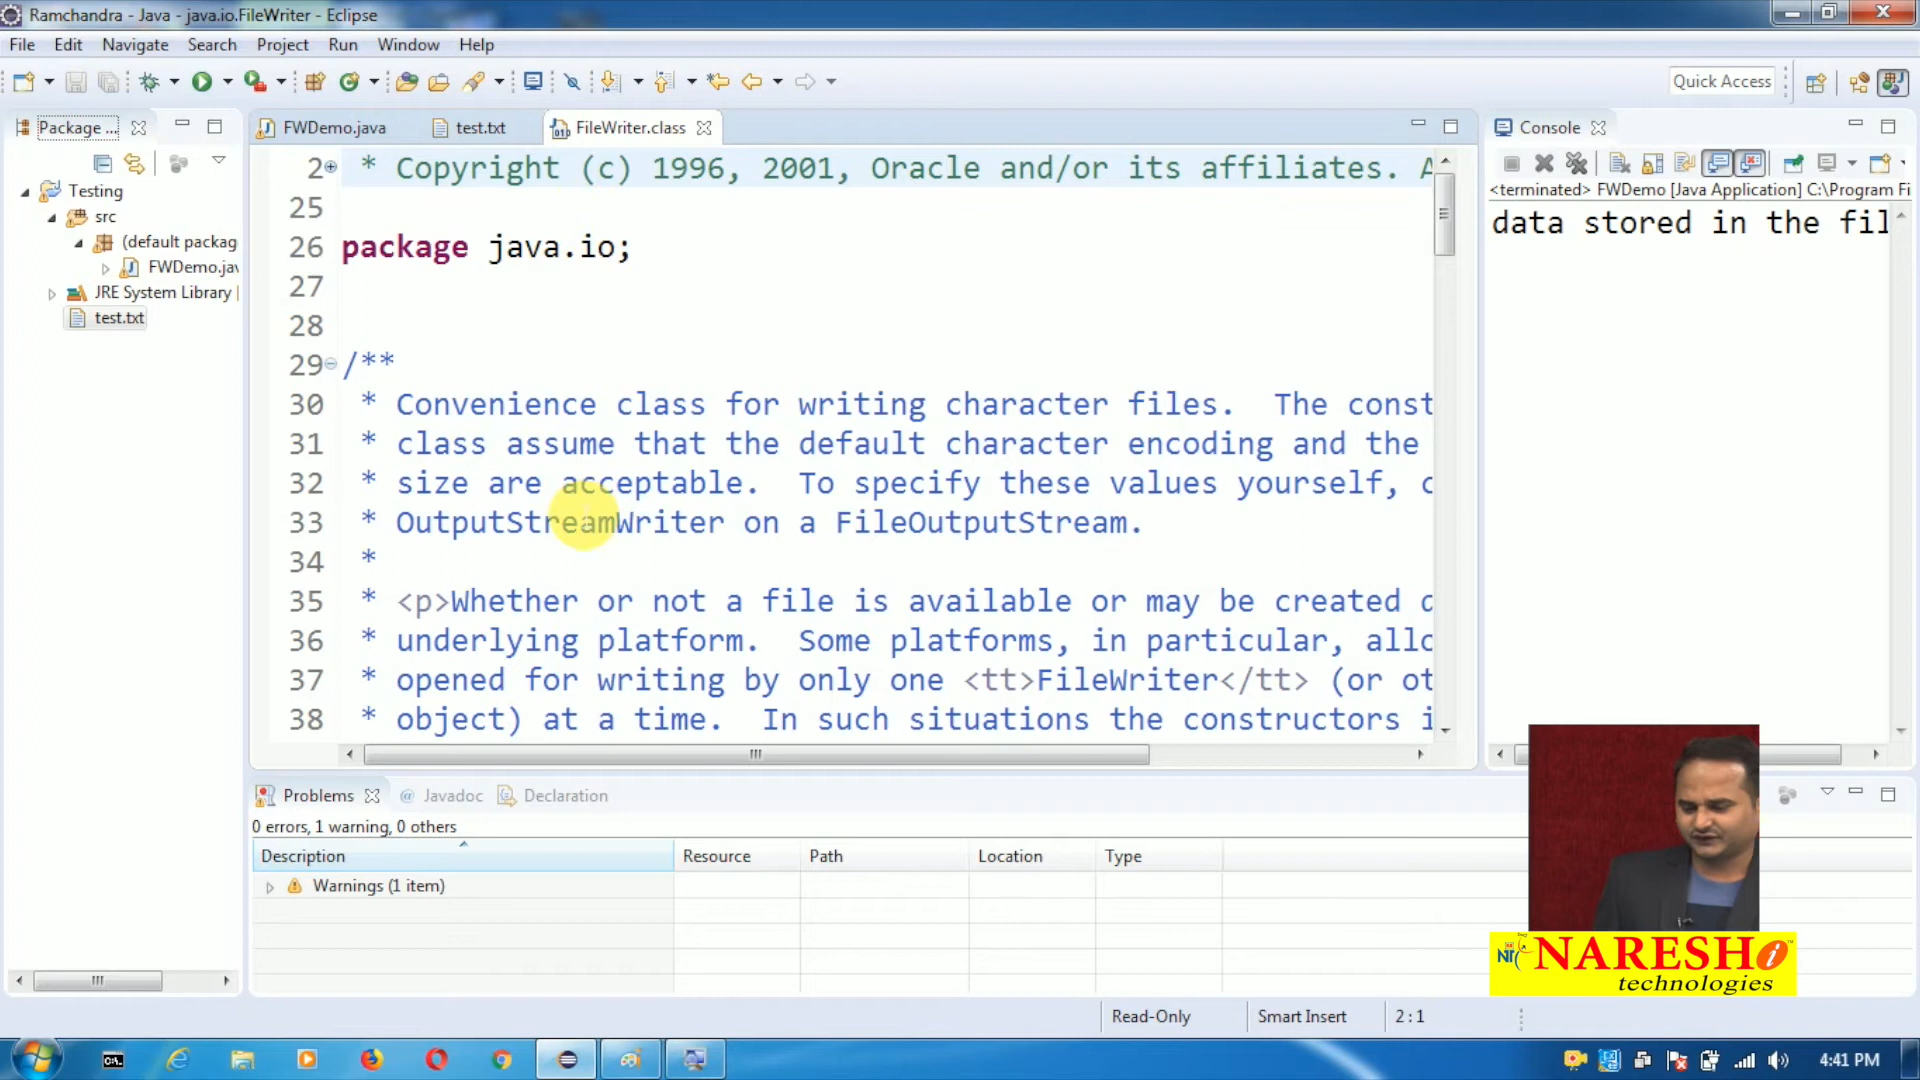 Ramchandra - Java - java.io.FileWriter - Eclipse
File Edit Navigate Search Project Run Window Help
Quick Access
Package ...
FWDemo.java
test.txt
FileWriter.class
Console
Testing
src
(default packag
FWDemo.jav
JRE System Library
test.txt
<terminated> FWDemo [Java Application] C:\Program Fi
data stored in the fil
2 * Copyright (c) 1996, 2001, Oracle and/or its affiliates. A
25
26 package java.io;
27
28
29 /**
30 * Convenience class for writing character files.  The const
31 * class assume that the default character encoding and the
32 * size are acceptable.  To specify these values yourself, c
33 * OutputStreamWriter on a FileOutputStream.
34 *
35 * <p>Whether or not a file is available or may be created d
36 * underlying platform.  Some platforms, in particular, allo
37 * opened for writing by only one <tt>FileWriter</tt> (or ot
38 * object) at a time.  In such situations the constructors i
Problems @ Javadoc Declaration
0 errors, 1 warning, 0 others
Description Resource Path Location Type
Warnings (1 item)
NARESH i
technologies
Read-Only Smart Insert 2 : 1
4:41 PM